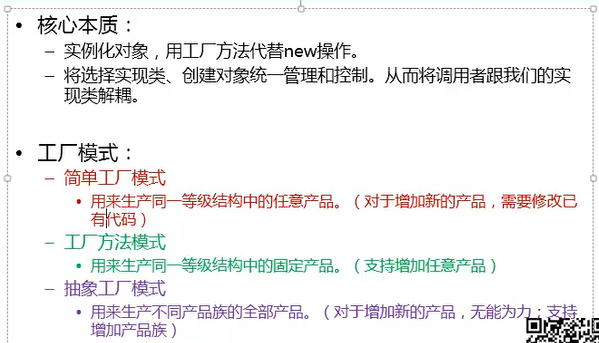 • 核心本质：
– 实例化对象，用工厂方法代替new操作。
– 将选择实现类、创建对象统一管理和控制。从而将调用者跟我们的实
现类解耦。
• 工厂模式：
– 简单工厂模式
• 用来生产同一等级结构中的任意产品。（对于增加新的产品，需要修改已
有代码）
– 工厂方法模式
• 用来生产同一等级结构中的固定产品。（支持增加任意产品）
– 抽象工厂模式
• 用来生产不同产品族的全部产品。（对于增加新的产品，无能为力；支持
增加产品族）